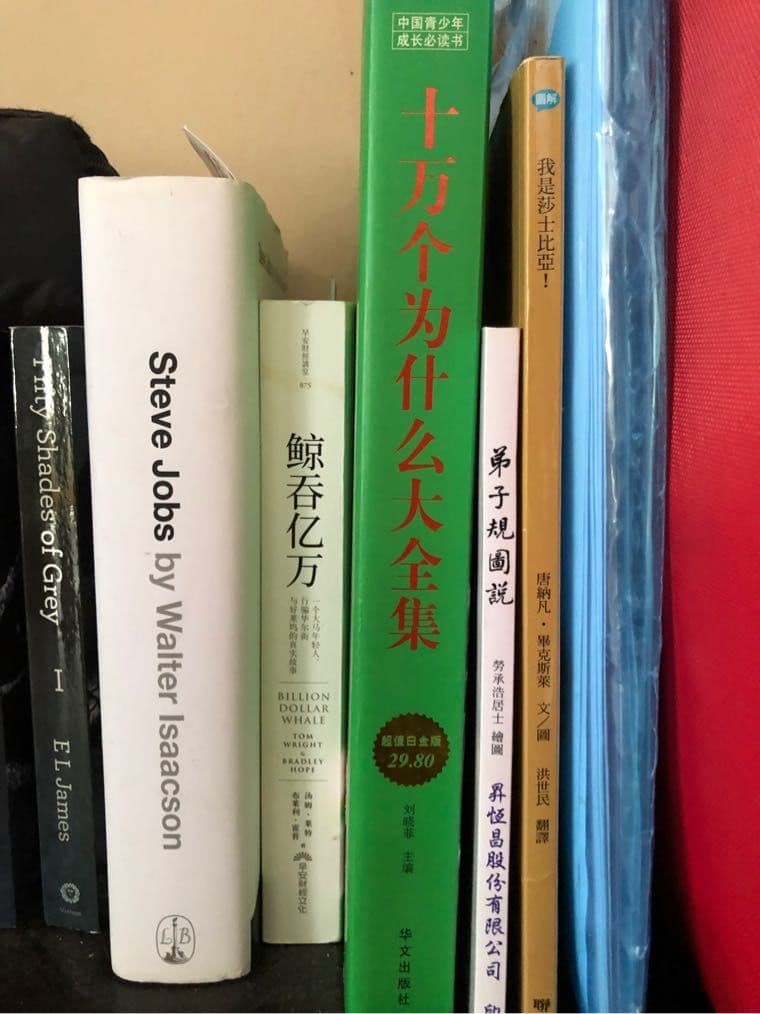 Fifty Shades of Grey
I
E L James
Steve Jobs by Walter Isaacson
L B
早安财经讲堂
075
鲸吞亿万
一个大马年轻人，
行骗华尔街
与好莱坞的真实故事
BILLION
DOLLAR
WHALE
TOM
WRIGHT
&
BRADLEY
HOPE
汤姆·莱特
布莱利·霍普
早安財經文化
中国青少年
成长必读书
十万个为什么大全集
超值白金版
29.80
刘晓菲 主编
华文出版社
弟子規圖説
勞承浩居士 繪圖
昇恆昌股份有限公司 印
圖解
我是莎士比亞！
唐納凡·畢克斯萊 文／圖
洪世民 翻譯
聯